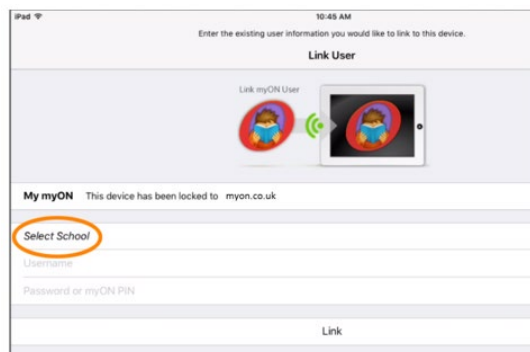 iPad 10:45 AM
Enter the existing user information you would like to link to this device.
Link User
Link myON User
My myON This device has been locked to myon.co.uk
Select School
Username
Password or myON PIN
Link